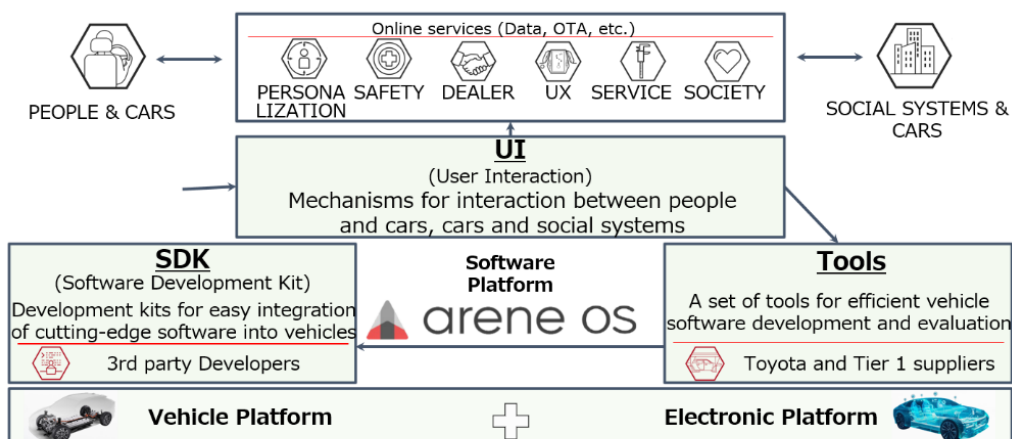 Online services (Data, OTA, etc.)
PERSONA
LIZATION
SAFETY
DEALER
UX
SERVICE
SOCIETY
PEOPLE & CARS
SOCIAL SYSTEMS &
CARS
UI
(User Interaction)
Mechanisms for interaction between people
and cars, cars and social systems
SDK
(Software Development Kit)
Development kits for easy integration
of cutting-edge software into vehicles
3rd party Developers
Software
Platform
arene os
Tools
A set of tools for efficient vehicle
software development and evaluation
Toyota and Tier 1 suppliers
Vehicle Platform
Electronic Platform